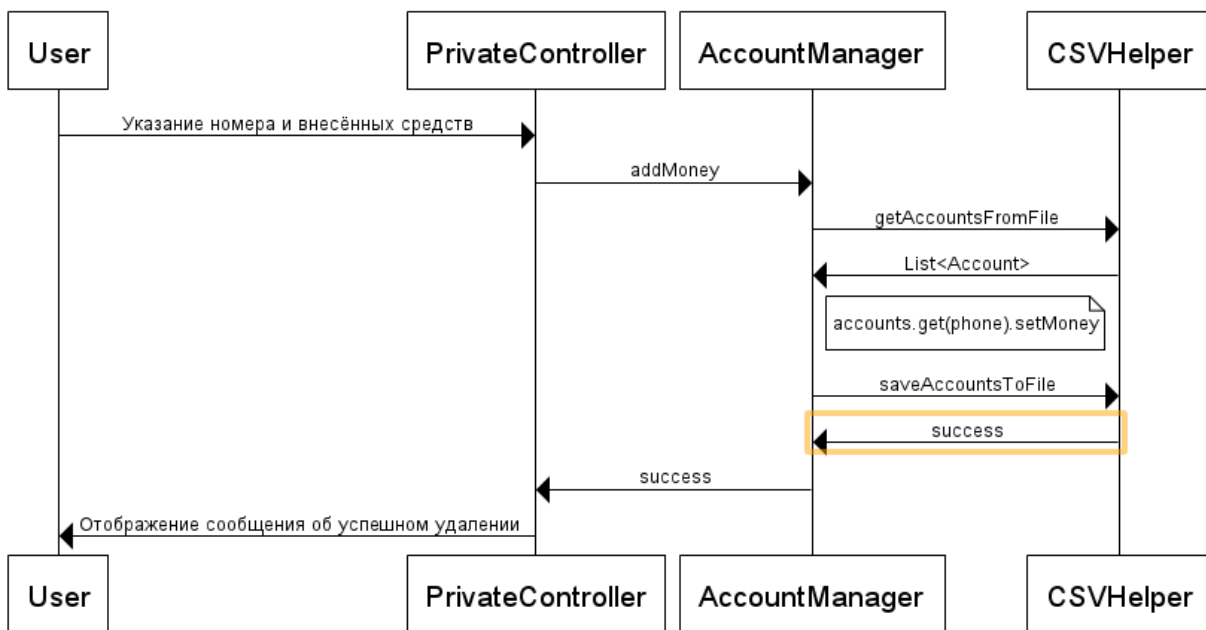 User
PrivateController
AccountManager
CSVHelper
Указание номера и внесённых средств
addMoney
getAccountsFromFile
List<Account>
accounts.get(phone).setMoney
saveAccountsToFile
success
success
Отображение сообщения об успешном удалении
User
PrivateController
AccountManager
CSVHelper